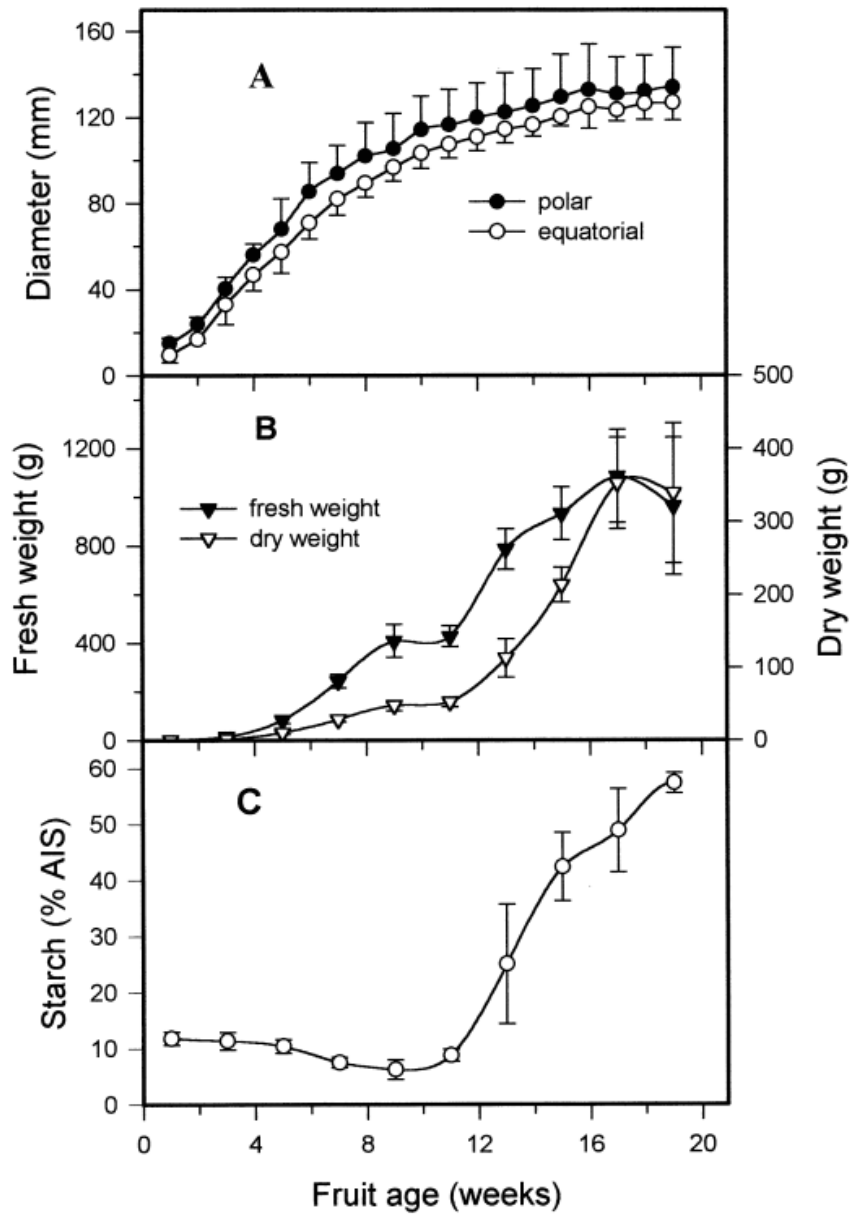 160
A
120
80
polar
equatorial
40
0
Diameter (mm)
500
B
1200
400
fresh weight
dry weight
300
800
200
400
100
0
0
Fresh weight (g)
Dry weight (g)
60
C
50
40
30
20
10
0
Starch (% AIS)
0 4 8 12 16 20
Fruit age (weeks)